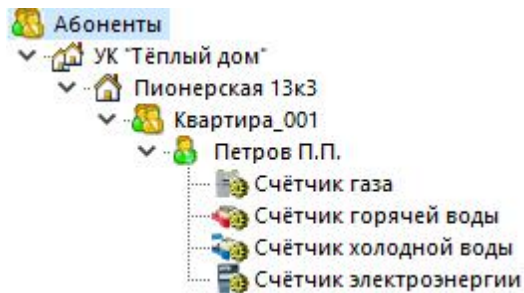 Абоненты
УК "Тёплый дом"
Пионерская 13к3
Квартира_001
Петров П.П.
Счётчик газа
Счётчик горячей воды
Счётчик холодной воды
Счётчик электроэнергии